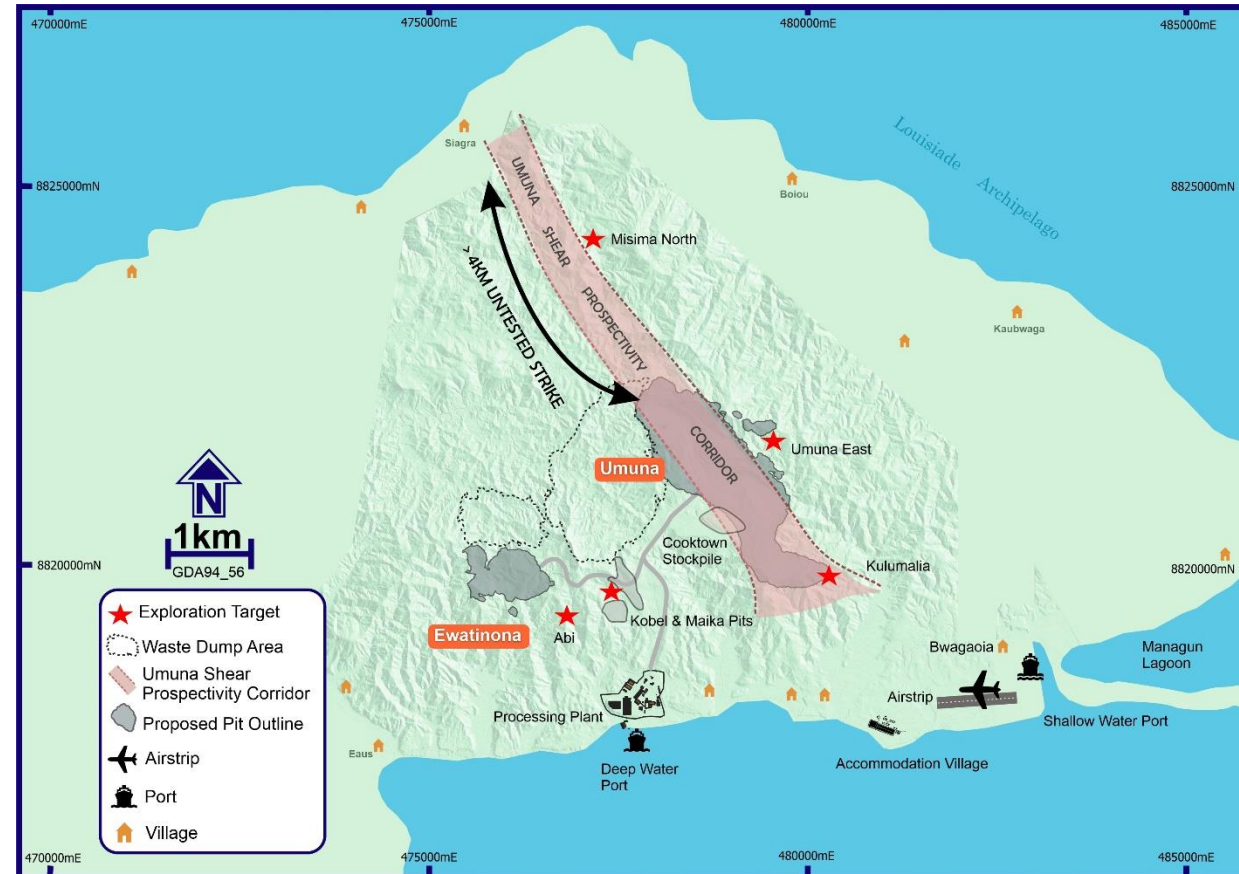 470000mE
475000mE
480000mE
485000mE
Siagra
Louisiade Archipelago
8825000mN
8825000mN
Boiou
UMUNA SHEAR PROSPECTIVITY CORRIDOR
Misima North
> 4KM UNTESTED STRIKE
Kaubwaga
Umuna East
Umuna
N
1km
GDA94_56
Cooktown
Stockpile
8820000mN
8820000mN
Kulumalia
Kobel & Maika Pits
Abi
Ewatinona
Bwagaoia
Managun
Lagoon
Airstrip
Shallow Water Port
Processing Plant
Eaus
Deep Water
Port
Accommodation Village
Exploration Target
Waste Dump Area
Umuna Shear
Prospectivity Corridor
Proposed Pit Outline
Airstrip
Port
Village
470000mE
475000mE
480000mE
485000mE